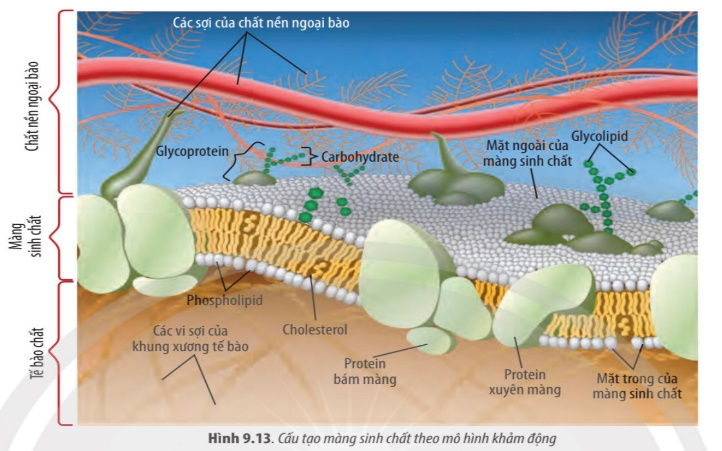 Các sợi của chất nền ngoại bào
Chất nền ngoại bào
Glycoprotein
Carbohydrate
Mặt ngoài của
màng sinh chất
Glycolipid
Màng
sinh chất
Phospholipid
Cholesterol
Tế bào chất
Các vi sợi của
khung xương tế bào
Protein
bám màng
Protein
xuyên màng
Mặt trong của
màng sinh chất
Hình 9.13. Cấu tạo màng sinh chất theo mô hình khảm động